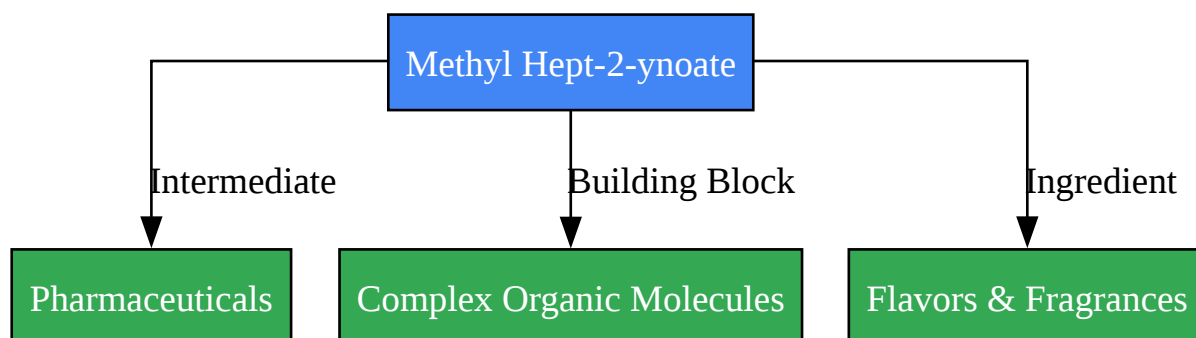 Methyl Hept-2-ynoate
Intermediate
Building Block
Ingredient
Pharmaceuticals
Complex Organic Molecules
Flavors & Fragrances